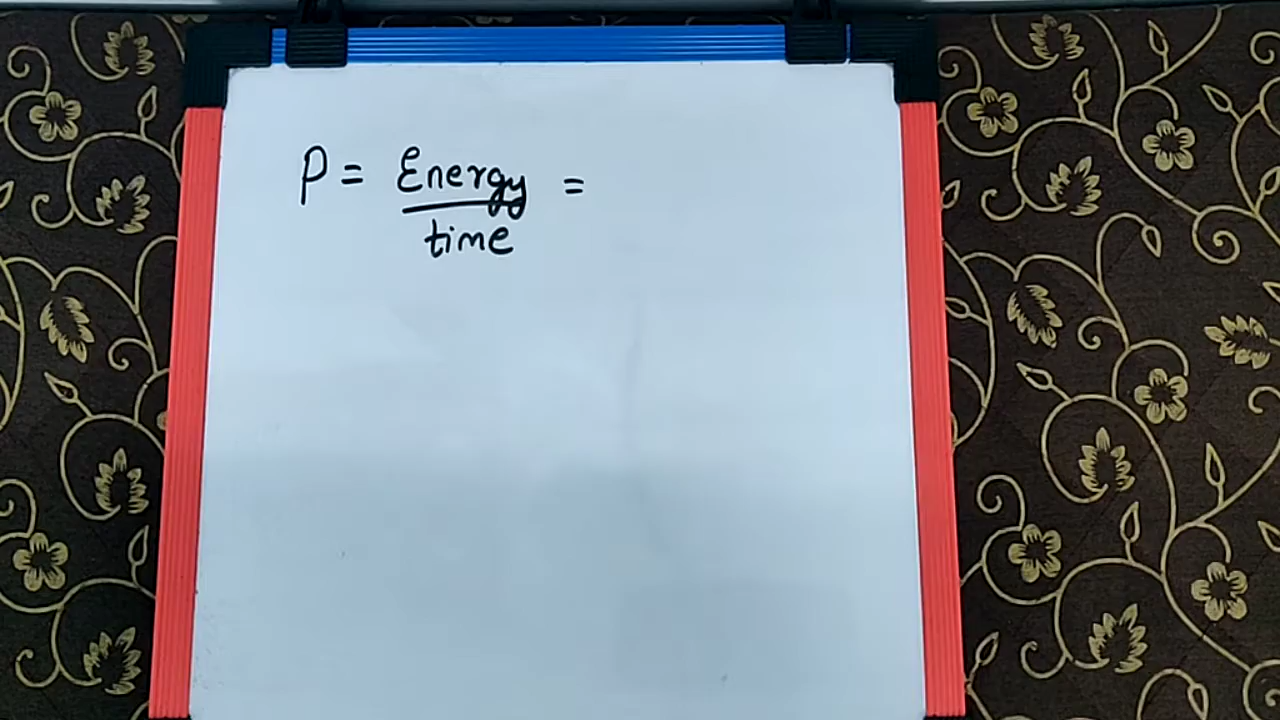 P = Energy =
time